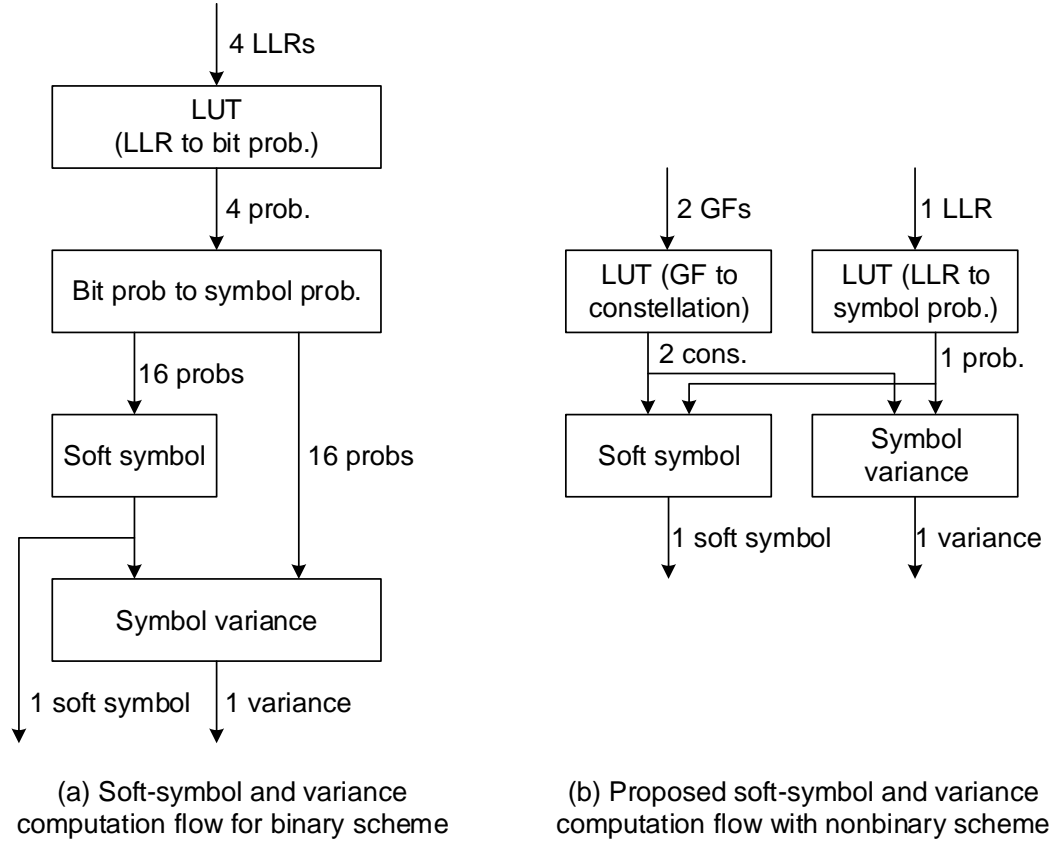 4 LLRs
LUT
(LLR to bit prob.)
4 prob.
Bit prob to symbol prob.
16 probs
Soft symbol
16 probs
Symbol variance
1 soft symbol
1 variance
(a) Soft-symbol and variance
computation flow for binary scheme
2 GFs
1 LLR
LUT (GF to
constellation)
LUT (LLR to
symbol prob.)
2 cons.
1 prob.
Soft symbol
Symbol
variance
1 soft symbol
1 variance
(b) Proposed soft-symbol and variance
computation flow with nonbinary scheme